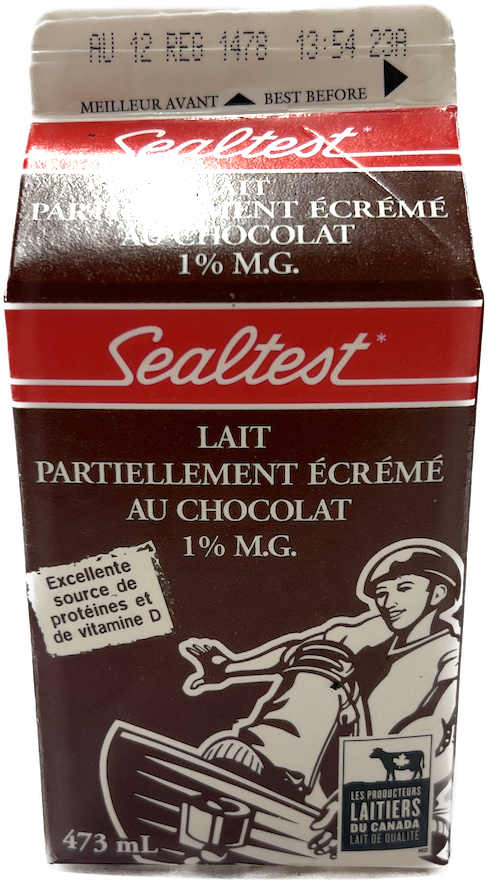 AU 12 REG 1478 13:54 23A
MEILLEUR AVANT ▲ BEST BEFORE ▶
Sealtest*
LAIT
PARTIELLEMENT ÉCRÉMÉ
AU CHOCOLAT
1% M.G.
Sealtest*
LAIT
PARTIELLEMENT ÉCRÉMÉ
AU CHOCOLAT
1% M.G.
Excellente
source de
protéines et
de vitamine D
LES PRODUCTEURS
LAITIERS
DU CANADA
LAIT DE QUALITÉ
473 mL